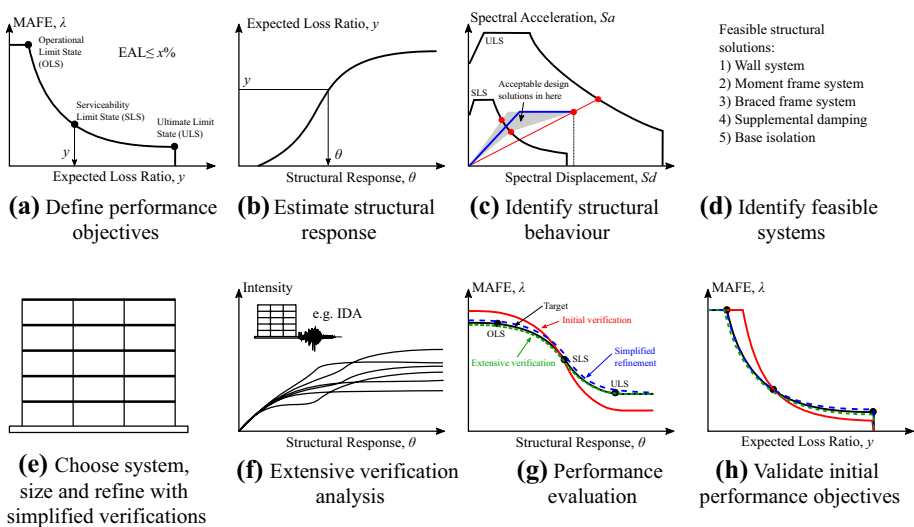 MAFE, λ
Operational
Limit State
(OLS)
EAL≤ x%
Serviceability
Limit State (SLS)
Ultimate Limit
State (ULS)
y
Expected Loss Ratio, y
(a) Define performance
objectives
Expected Loss Ratio, y
y
θ
Structural Response, θ
(b) Estimate structural
response
Spectral Acceleration, Sa
ULS
Acceptable design
solutions in here
SLS
Spectral Displacement, Sd
(c) Identify structural
behaviour
Feasible structural
solutions:
1) Wall system
2) Moment frame system
3) Braced frame system
4) Supplemental damping
5) Base isolation
(d) Identify feasible
systems
(e) Choose system,
size and refine with
simplified verifications
Intensity
e.g. IDA
Structural Response, θ
(f) Extensive verification
analysis
MAFE, λ
Target
Initial verification
OLS
Extensive verification
SLS
Simplified
refinement
ULS
Structural Response, θ
(g) Performance
evaluation
MAFE, λ
Expected Loss Ratio, y
(h) Validate initial
performance objectives